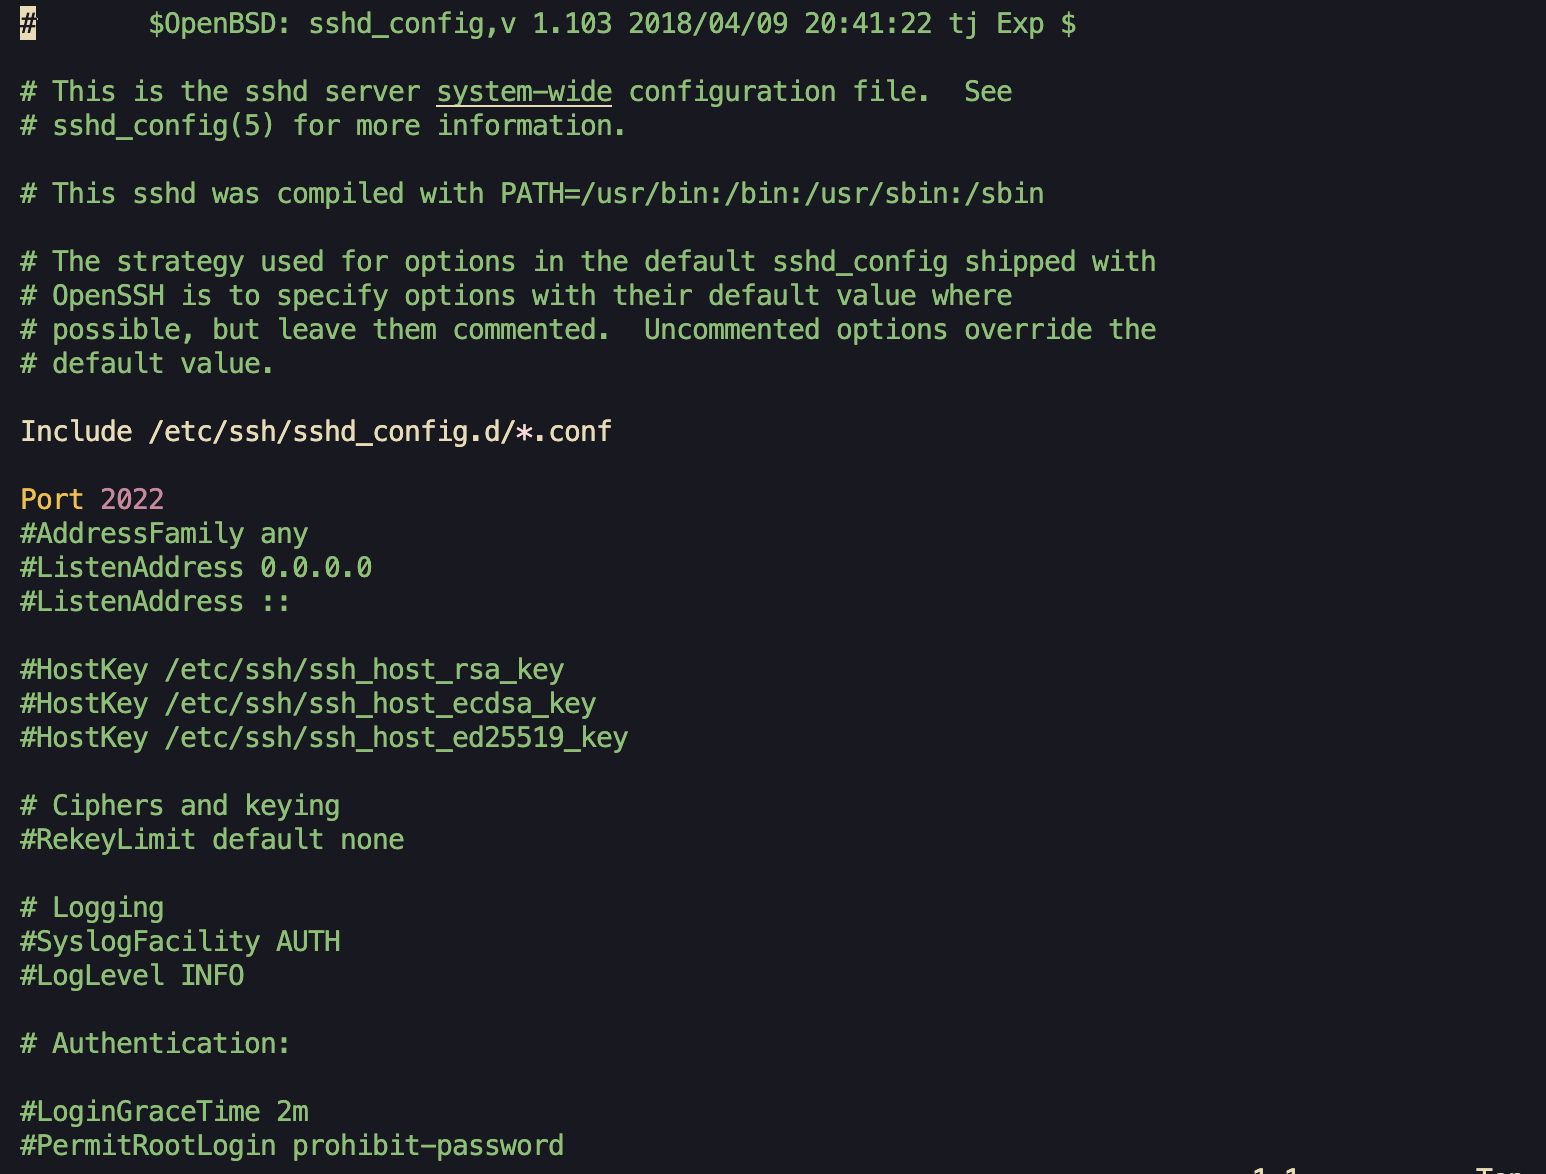 #       $OpenBSD: sshd_config,v 1.103 2018/04/09 20:41:22 tj Exp $

# This is the sshd server system-wide configuration file.  See
# sshd_config(5) for more information.

# This sshd was compiled with PATH=/usr/bin:/bin:/usr/sbin:/sbin

# The strategy used for options in the default sshd_config shipped with
# OpenSSH is to specify options with their default value where
# possible, but leave them commented.  Uncommented options override the
# default value.

Include /etc/ssh/sshd_config.d/*.conf

Port 2022
#AddressFamily any
#ListenAddress 0.0.0.0
#ListenAddress ::

#HostKey /etc/ssh/ssh_host_rsa_key
#HostKey /etc/ssh/ssh_host_ecdsa_key
#HostKey /etc/ssh/ssh_host_ed25519_key

# Ciphers and keying
#RekeyLimit default none

# Logging
#SyslogFacility AUTH
#LogLevel INFO

# Authentication:

#LoginGraceTime 2m
#PermitRootLogin prohibit-password